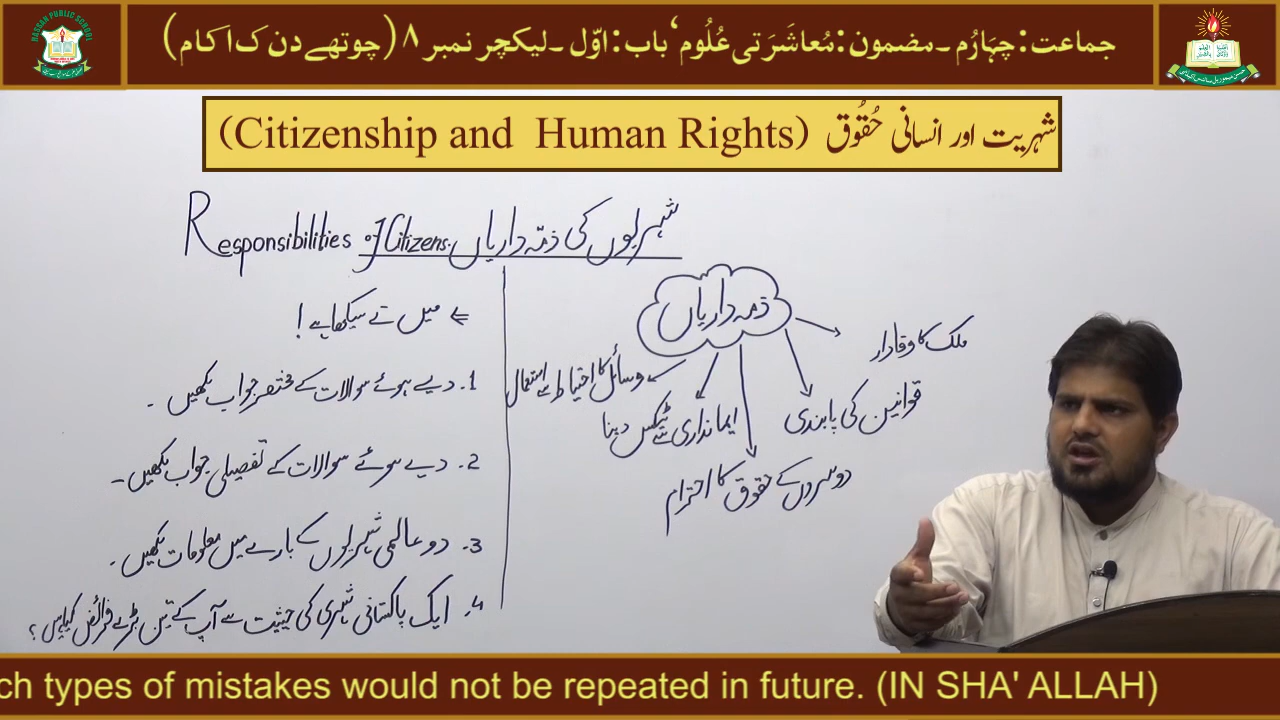 جماعت: چہارُم ۔ مضمون: مُعاشَرَتی عُلُوم‘ باب: اوّل ۔ لیکچر نمبر ۸ (چوتھے دن ک ا ک ام)
HASSAN PUBLIC SCHOOL
شہریت اور انسانی حُقُوق (Citizenship and Human Rights)
Responsibilities of Citizens. شہریوں کی ذمّہ داریاں
ذمہ داریاں
ملک کا وفادار
قوانین کی پابندی
دوسروں کے حقوق کا احترام
ایمانداری سے ٹیکس دینا
وسائل کا احتیاط سے استعمال
میں نے سیکھا ہے !
1. دیے ہوئے سوالات کے مختصر جواب لکھیں ۔
2. دیے ہوئے سوالات کے تفصیلی جواب لکھیں ۔
3. دو عالمی شہریوں کے بارے میں معلومات لکھیں ۔
4. ایک پاکستانی شہری کی حیثیت سے آپ کے تین بڑے فرائض کیا ہیں ؟
ch types of mistakes would not be repeated in future. (IN SHA' ALLAH)